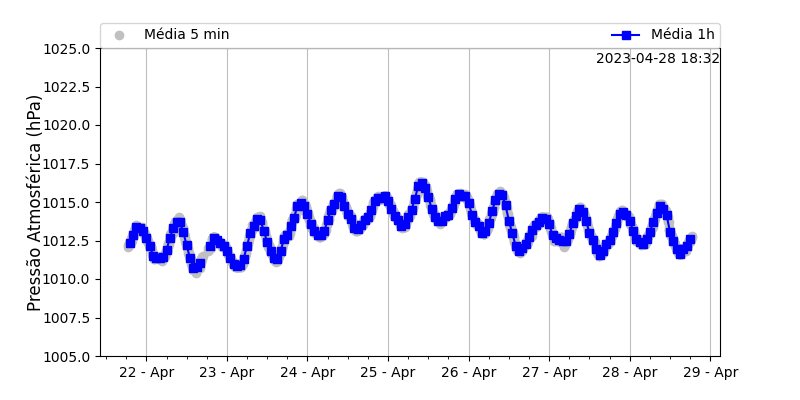 Média 5 min
Média 1h
2023-04-28 18:32
Pressão Atmosférica (hPa)
1025.0
1022.5
1020.0
1017.5
1015.0
1012.5
1010.0
1007.5
1005.0
22 - Apr
23 - Apr
24 - Apr
25 - Apr
26 - Apr
27 - Apr
28 - Apr
29 - Apr